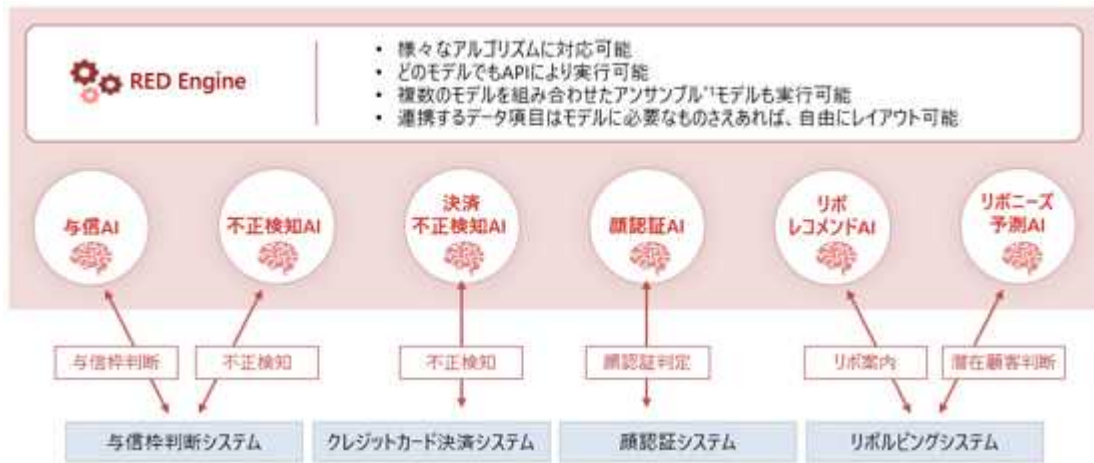 RED Engine
• 様々なアルゴリズムに対応可能
• どのモデルでもAPIにより実行可能
• 複数のモデルを組み合わせたアンサンブル*1モデルも実行可能
• 連携するデータ項目はモデルに必要なものさえあれば、自由にレイアウト可能
与信AI
不正検知AI
決済
不正検知AI
顔認証AI
リボ
レコメンドAI
リボニーズ
予測AI
与信枠判断
不正検知
不正検知
顔認証判定
リボ案内
潜在顧客判断
与信枠判断システム
クレジットカード決済システム
顔認証システム
リボルビングシステム